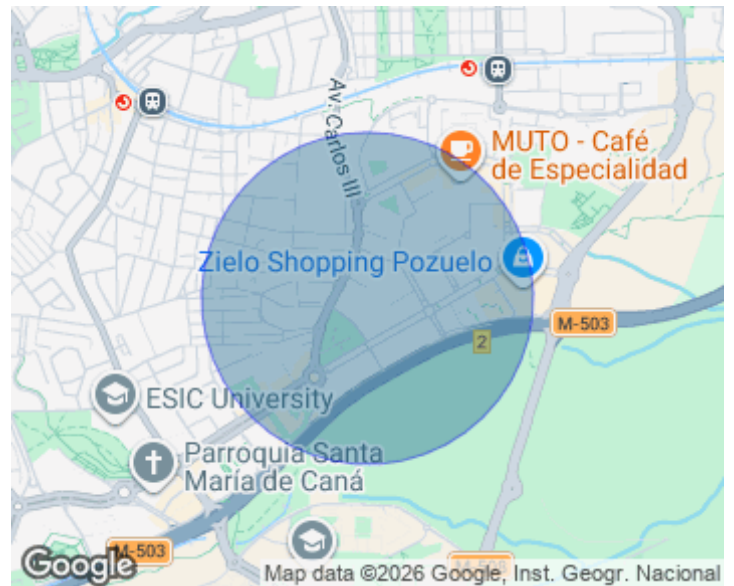 Av. Carlos III
MUTO - Café
de Especialidad
Zielo Shopping Pozuelo
M-503
2
ESIC University
Parroquia Santa
María de Caná
M-503
Google
Map data ©2026 Google, Inst. Geogr. Nacional